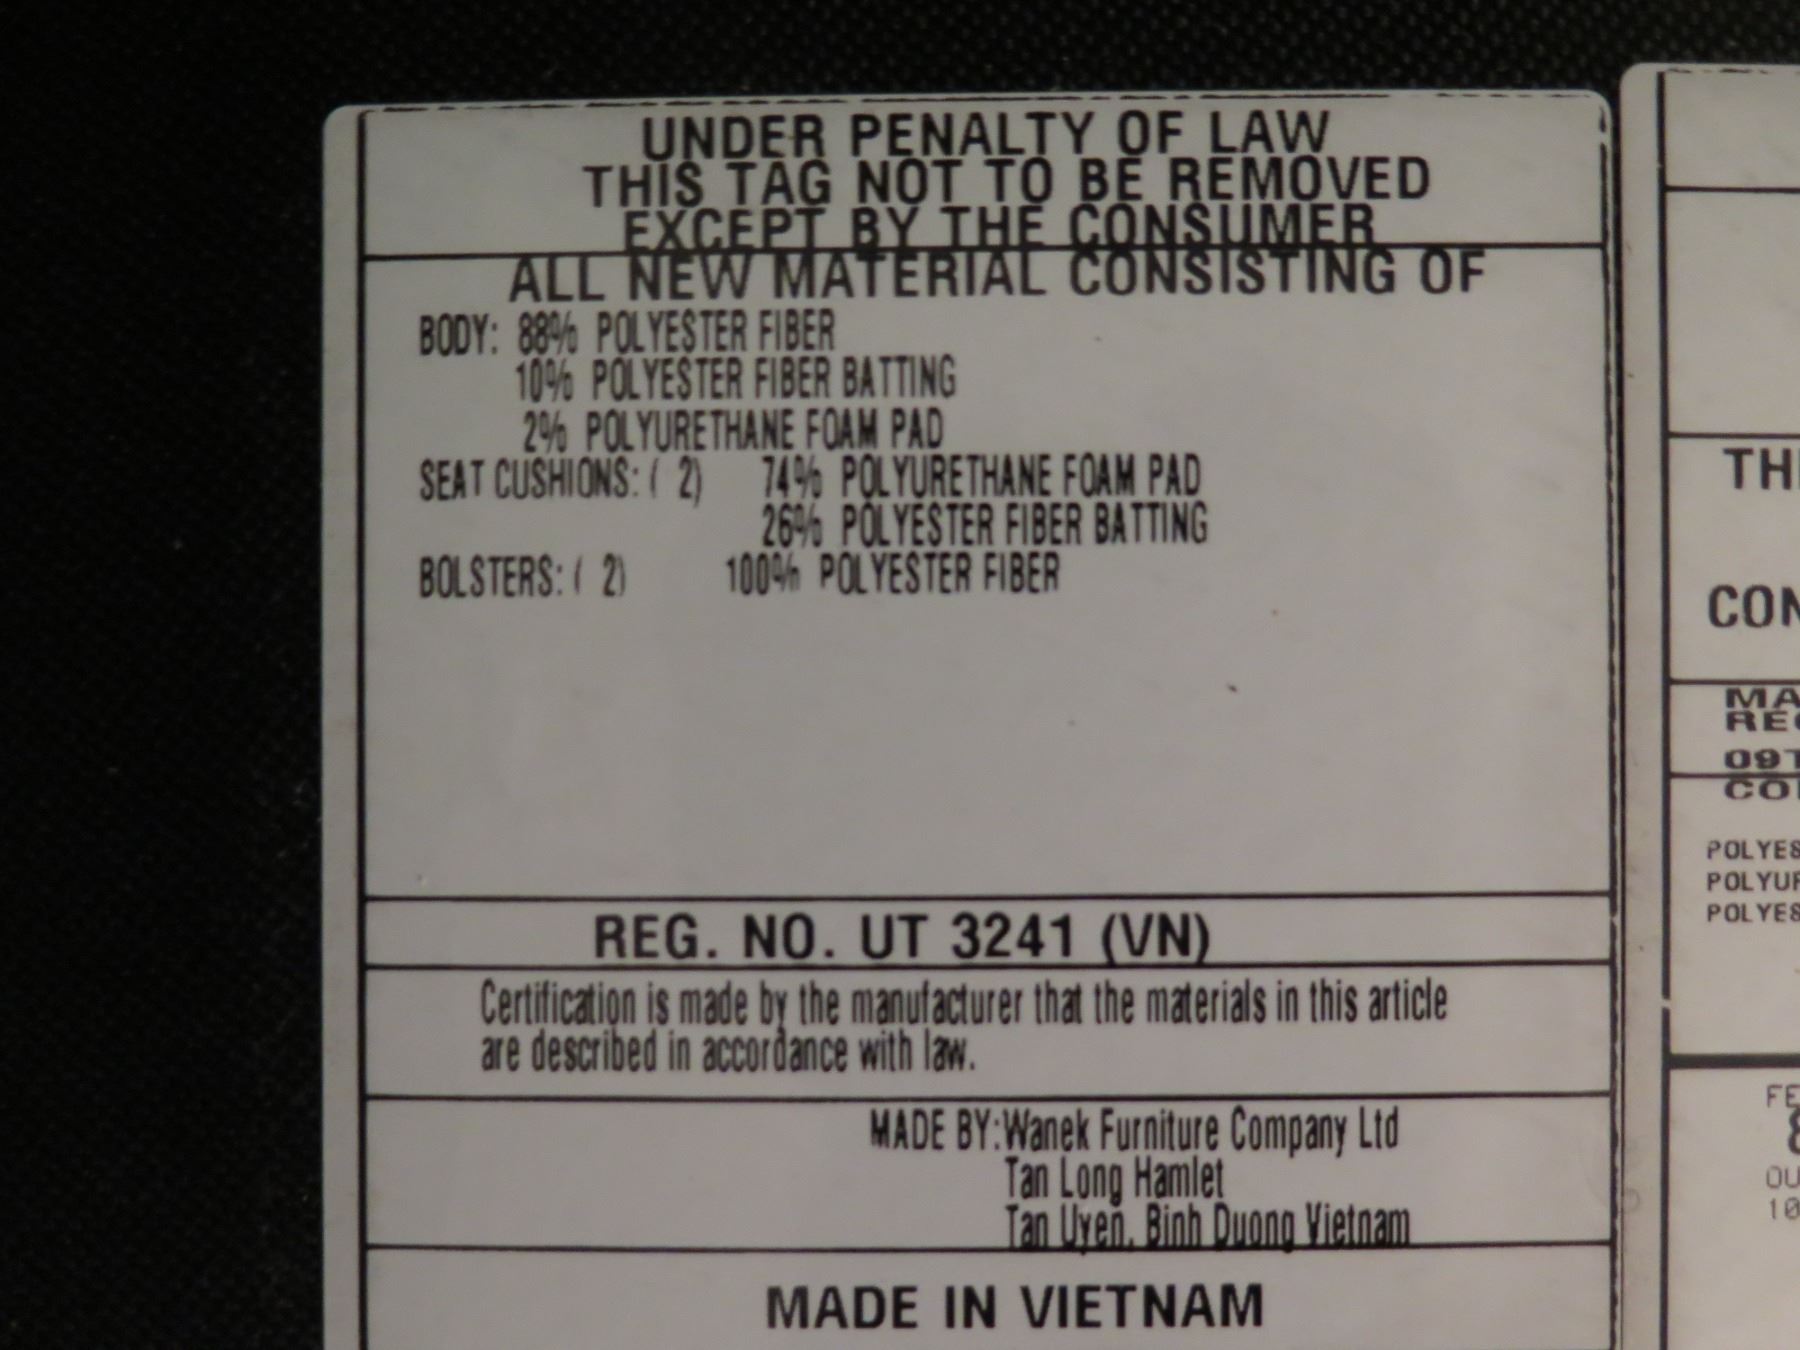 UNDER PENALTY OF LAW
THIS TAG NOT TO BE REMOVED
EXCEPT BY THE CONSUMER
ALL NEW MATERIAL CONSISTING OF
BODY: 88% POLYESTER FIBER
10% POLYESTER FIBER BATTING
2% POLYURETHANE FOAM PAD
SEAT CUSHIONS: ( 2) 74% POLYURETHANE FOAM PAD
26% POLYESTER FIBER BATTING
BOLSTERS: ( 2) 100% POLYESTER FIBER
REG. NO. UT 3241 (VN)
Certification is made by the manufacturer that the materials in this article
are described in accordance with law.
MADE BY:Wanek Furniture Company Ltd
Tan Long Hamlet
Tan Uyen, Binh Duong Vietnam
MADE IN VIETNAM